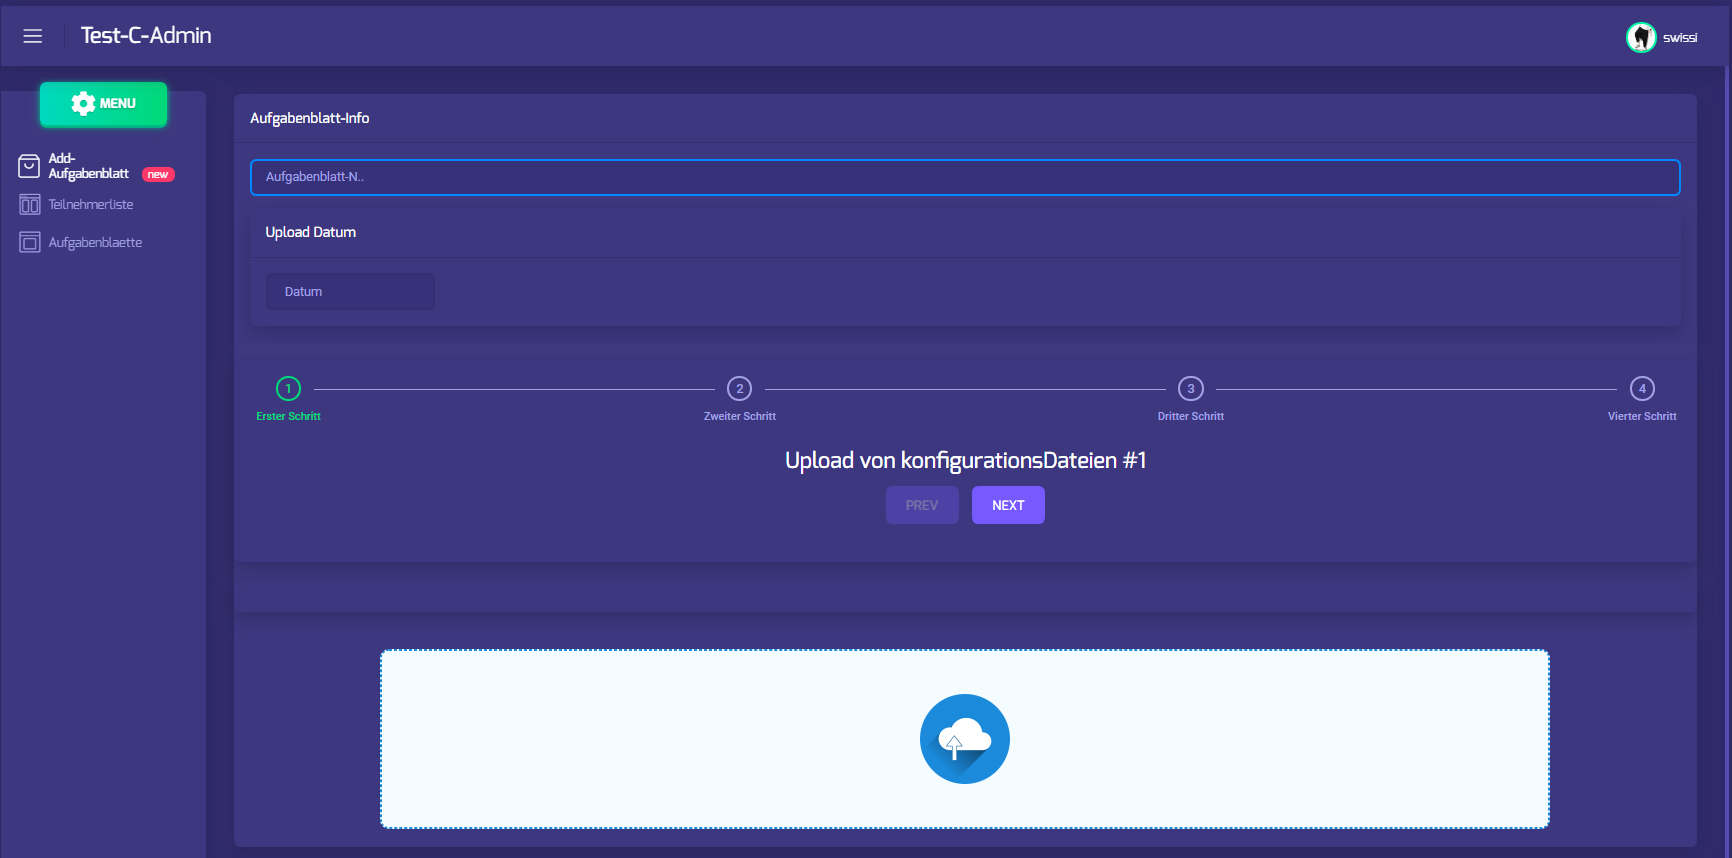 Test-C-Admin
swissi
MENU
Add-
Aufgabenblatt new
Teilnehmerliste
Aufgabenblaette
Aufgabenblatt-Info
Aufgabenblatt-N..
Upload Datum
Datum
1 2 3 4
Erster Schritt Zweiter Schritt Dritter Schritt Vierter Schritt
Upload von konfigurationsDateien #1
PREV NEXT